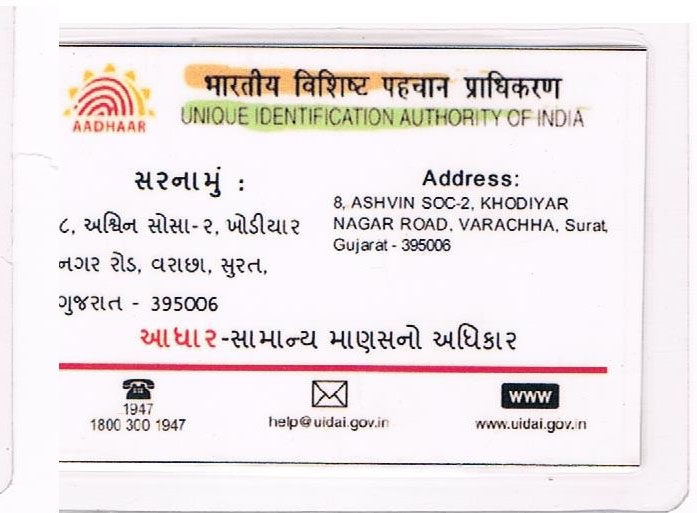 भारतीय विशिष्ट पहचान प्राधिकरण
AADHAAR
UNIQUE IDENTIFICATION AUTHORITY OF INDIA
સરનામું :
૮, અશ્વિન સોસા-૨, ખોડીયાર
નગર રોડ, વરાછા, સુરત,
ગુજરાત - 395006
Address:
8, ASHVIN SOC-2, KHODIYAR
NAGAR ROAD, VARACHHA, Surat,
Gujarat - 395006
આધાર-સામાન્ય માણસનો અધિકાર
1947
1800 300 1947
help@uidai.gov.in
www
www.uidai.gov.in